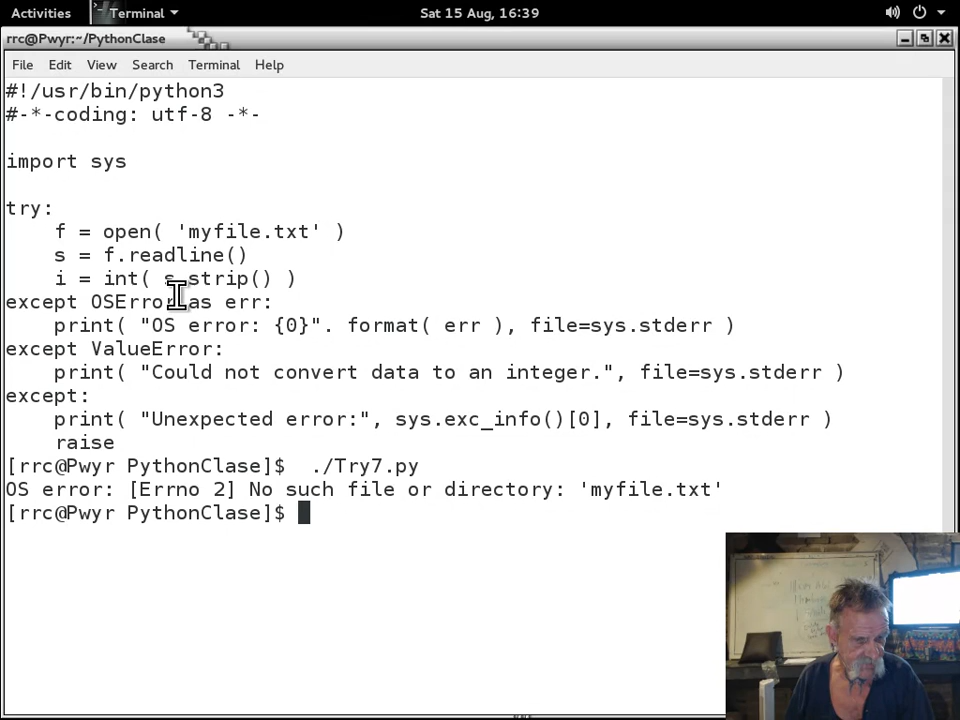 Activities Terminal Sat 15 Aug, 16:39
rrc@Pwyr:~/PythonClase
File Edit View Search Terminal Help
#!/usr/bin/python3
#-*-coding: utf-8 -*-
import sys
try:
    f = open( 'myfile.txt' )
    s = f.readline()
    i = int( s.strip() )
except OSError as err:
    print( "OS error: {0}". format( err ), file=sys.stderr )
except ValueError:
    print( "Could not convert data to an integer.", file=sys.stderr )
except:
    print( "Unexpected error:", sys.exc_info()[0], file=sys.stderr )
    raise
[rrc@Pwyr PythonClase]$  ./Try7.py
OS error: [Errno 2] No such file or directory: 'myfile.txt'
[rrc@Pwyr PythonClase]$